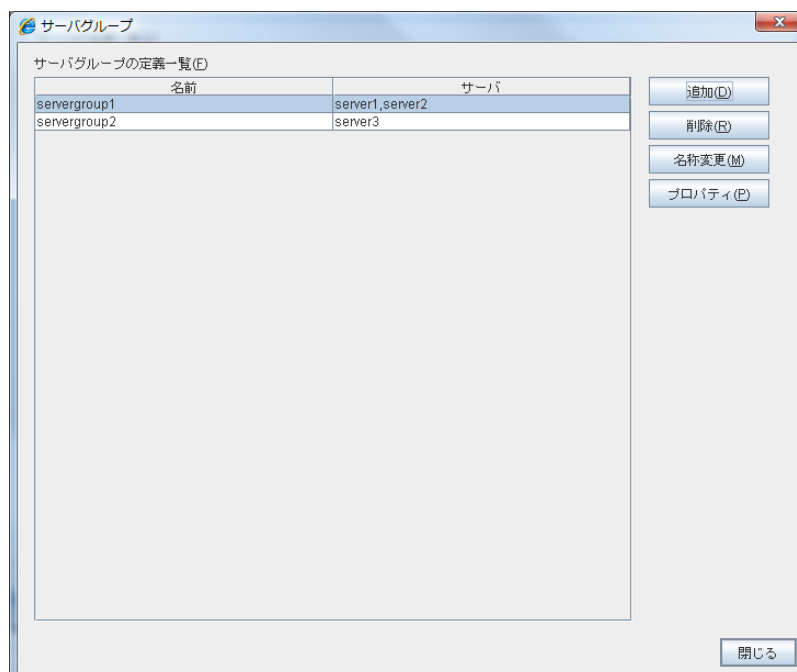 サーバグループ
サーバグループの定義一覧(F)
名前 サーバ
servergroup1 server1,server2
servergroup2 server3
追加(D)
削除(R)
名称変更(M)
プロパティ(P)
閉じる